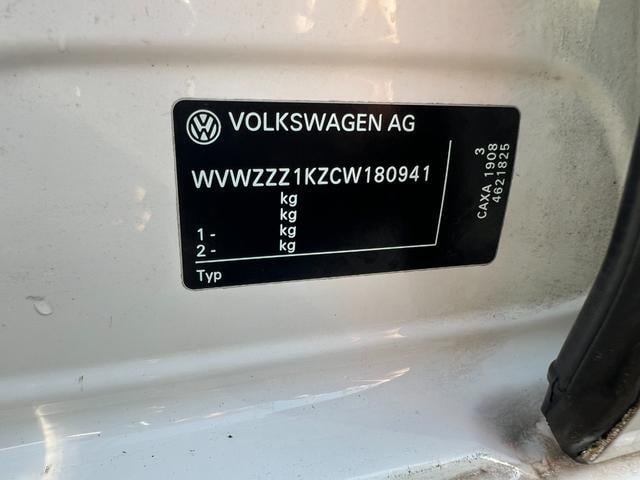 VOLKSWAGEN AG
WVWZZZ1KZCW180941
kg
kg
1 - kg
2 - kg
Typ
3
CAXA 1908
4621825